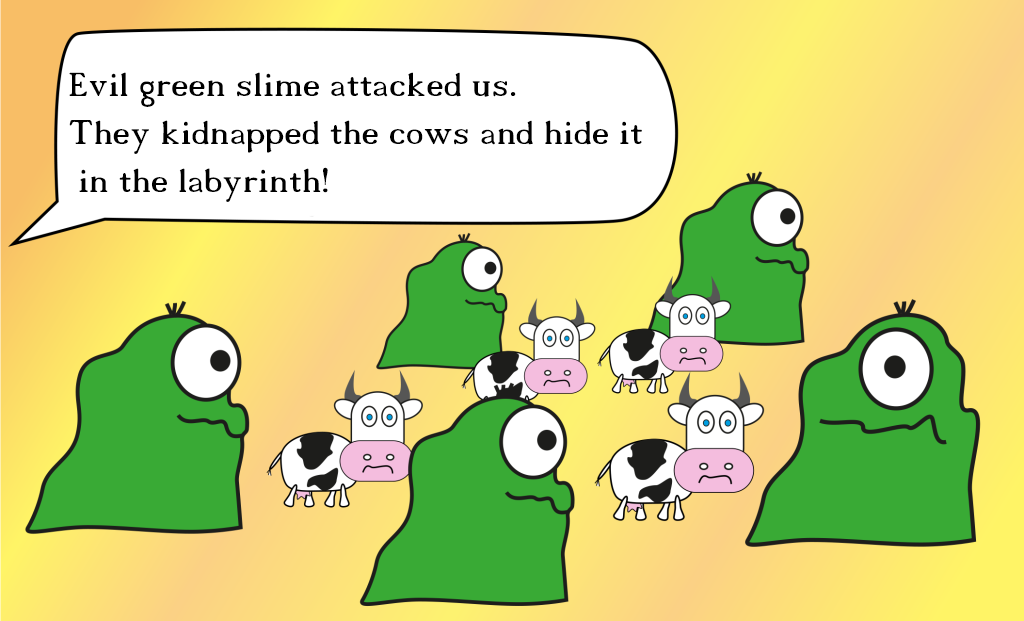 Evil green slime attacked us.
They kidnapped the cows and hide it
in the labyrinth!